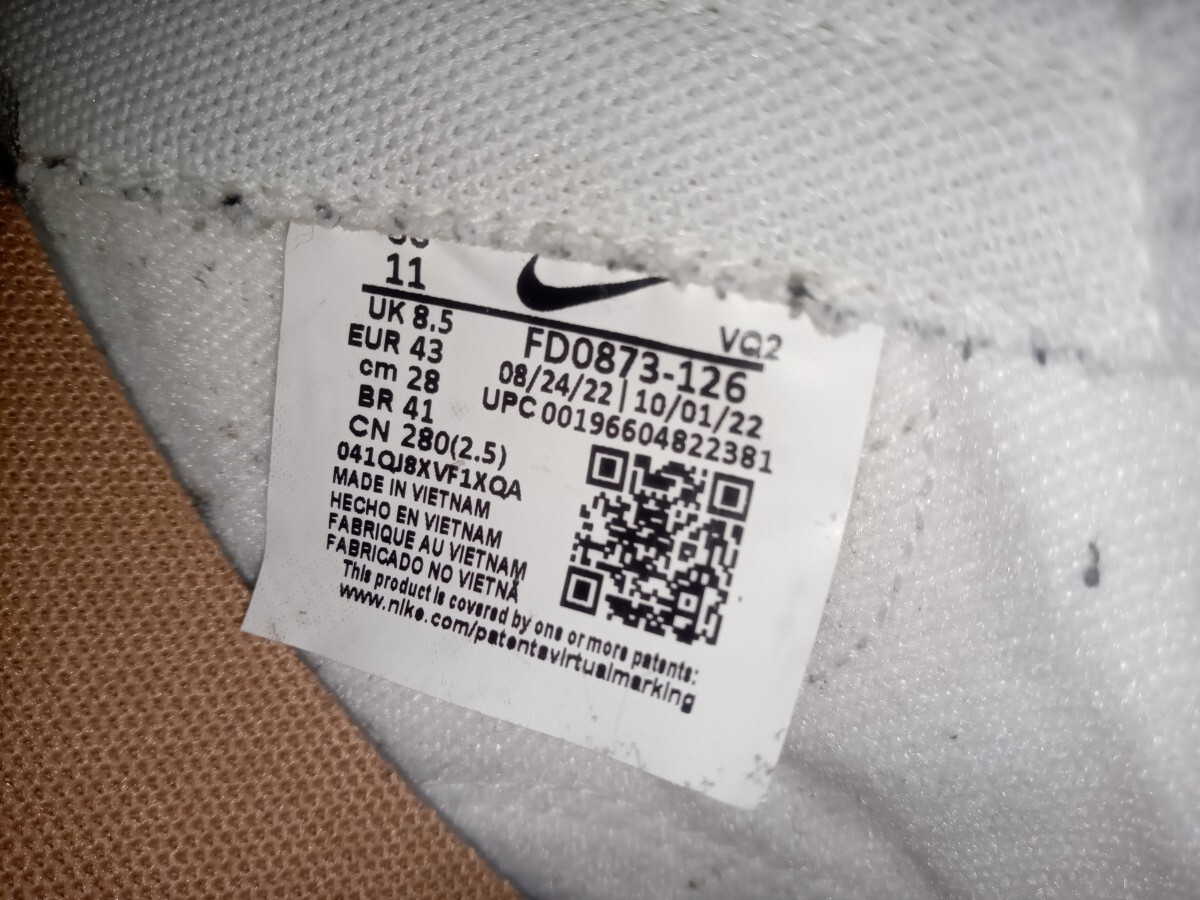 11
VQ2
UK 8.5
EUR 43
cm 28
BR 41
CN 280(2.5)
FD0873-126
08/24/22 | 10/01/22
UPC 00196604822381
041QJ8XVF1XQA
MADE IN VIETNAM
HECHO EN VIETNAM
FABRIQUE AU VIETNAM
FABRICADO NO VIETNÃ
This product is covered by one or more patents:
www.nike.com/patentsvirtualmarking